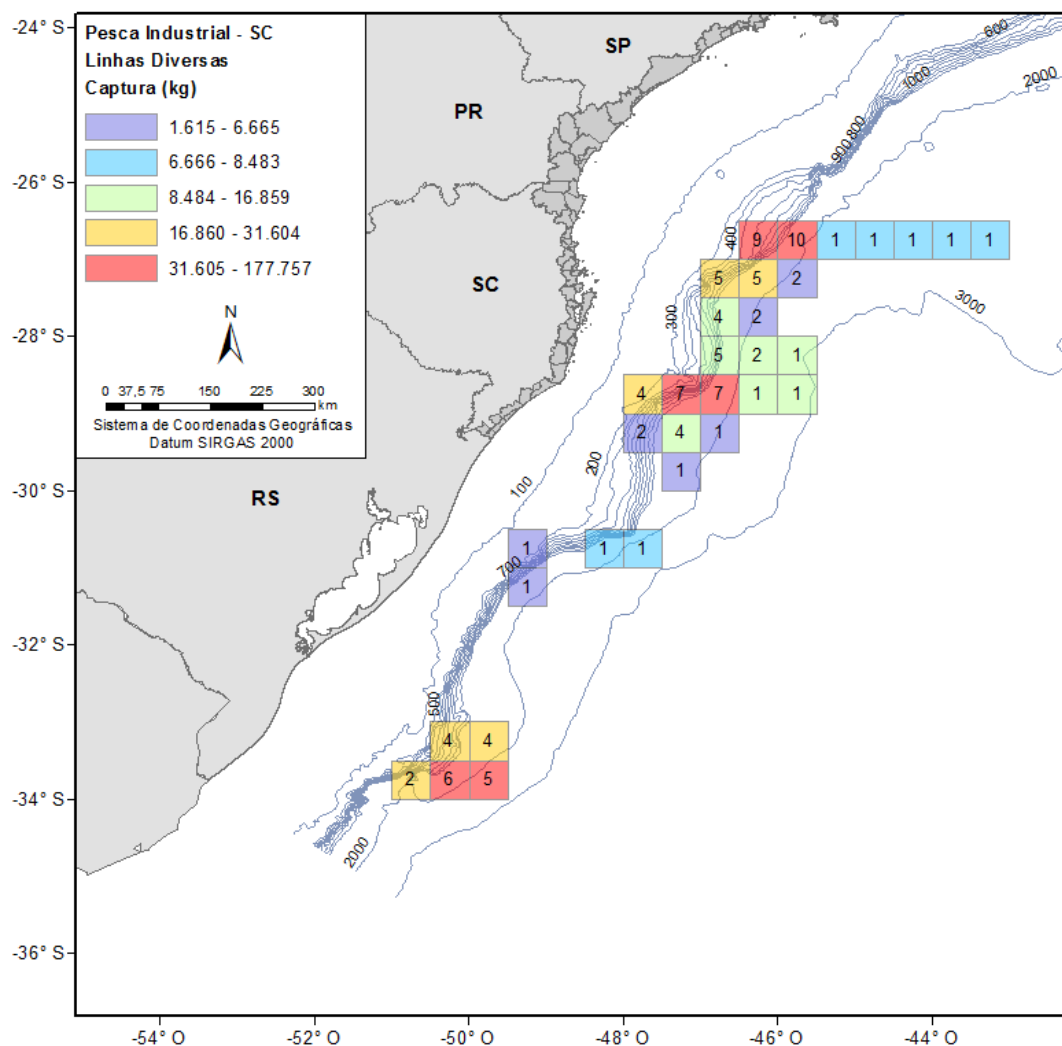 -24° S
-26° S
-28° S
-30° S
-32° S
-34° S
-36° S
Pesca Industrial - SC
Linhas Diversas
Captura (kg)
1.615 - 6.665
6.666 - 8.483
8.484 - 16.859
16.860 - 31.604
31.605 - 177.757
N
0 37,5 75 150 225 300
km
Sistema de Coordenadas Geográficas
Datum SIRGAS 2000
SP
PR
SC
RS
600
1000
2000
800
900
400
300
3000
200
100
700
500
2000
9 10 1 1 1 1 1
5 5 2
4 2
5 2 1
4 7 7 1 1
2 4 1
1
1 1 1
1
4 4
2 6 5
-54° O
-52° O
-50° O
-48° O
-46° O
-44° O